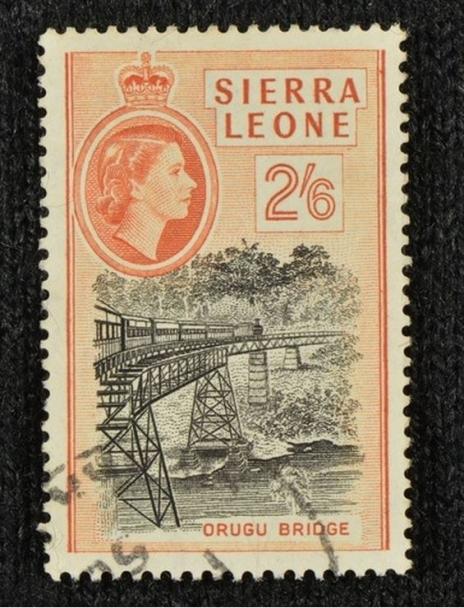 SIERRA
LEONE
2/6
ORUGU BRIDGE